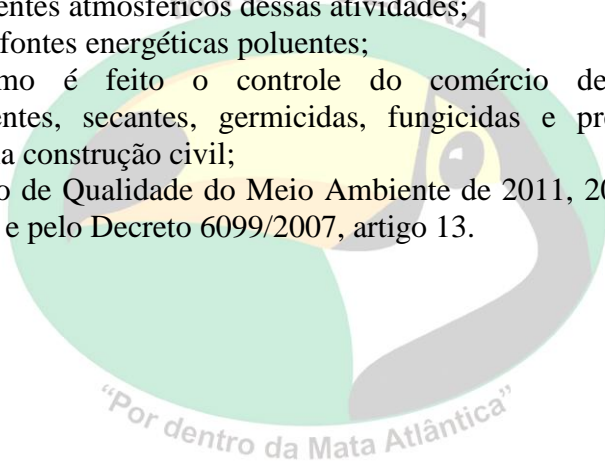 entes atmosféricos dessas atividades;
fontes energéticas poluentes;
mo é feito o controle do comércio de
entes, secantes, germicidas, fungicidas e pr
a construção civil;
o de Qualidade do Meio Ambiente de 2011, 20
e pelo Decreto 6099/2007, artigo 13.
"Por dentro da Mata Atlântica"